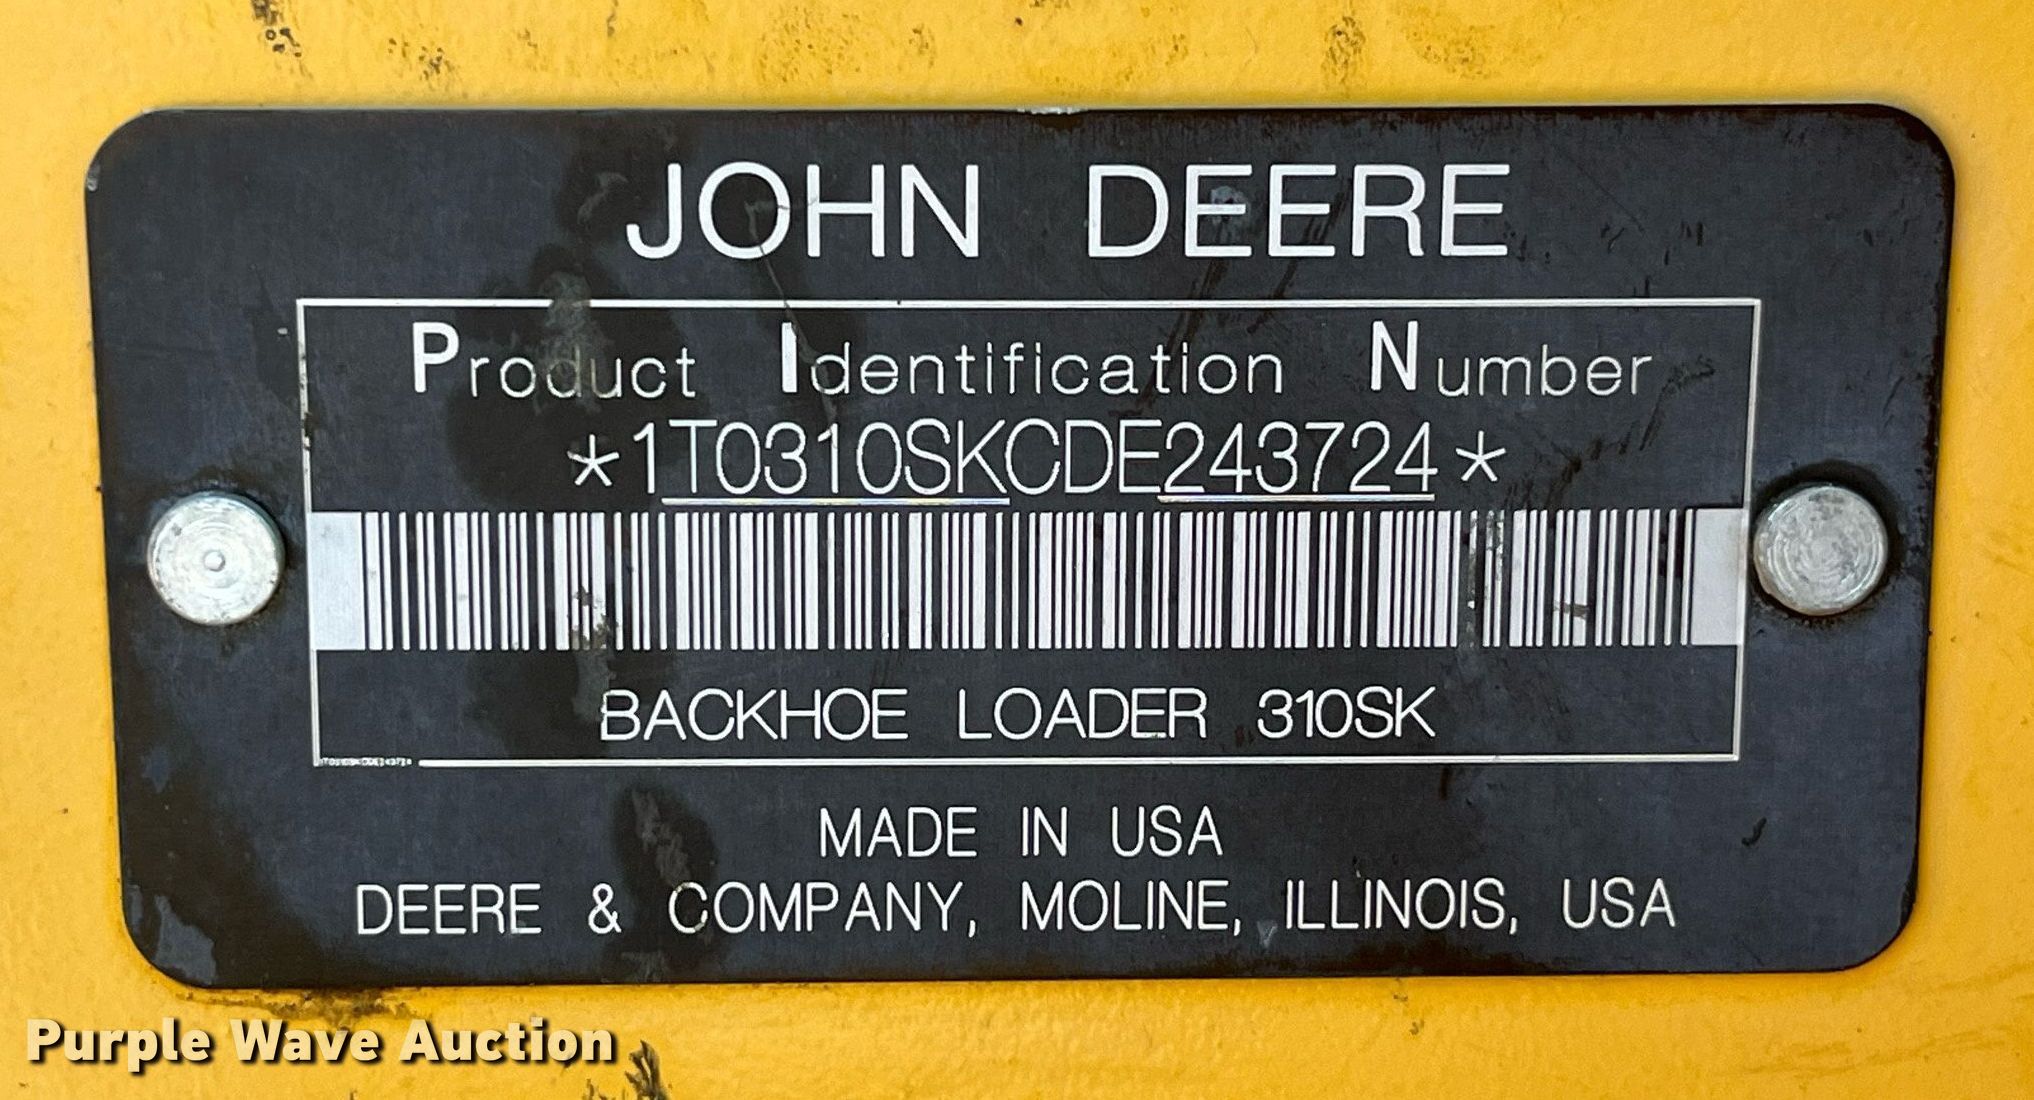 JOHN DEERE
Product Identification Number
*1T0310SKCDE243724*
BACKHOE LOADER 310SK
MADE IN USA
DEERE & COMPANY, MOLINE, ILLINOIS, USA
Purple Wave Auction